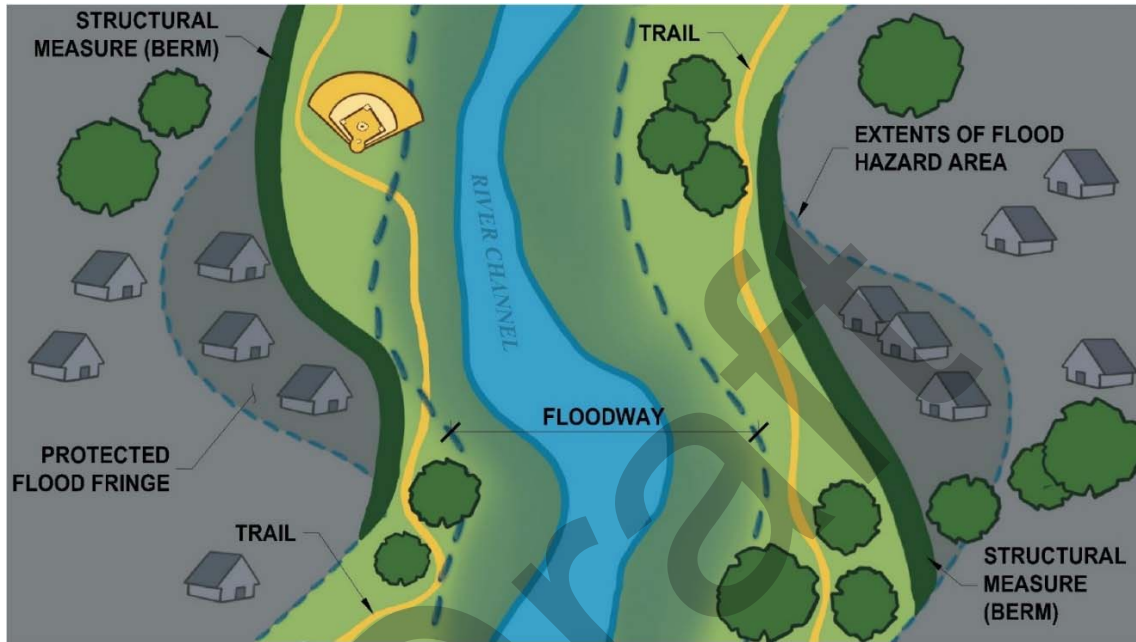 STRUCTURAL
MEASURE (BERM)
TRAIL
EXTENTS OF FLOOD
HAZARD AREA
RIVER CHANNEL
FLOODWAY
PROTECTED
FLOOD FRINGE
TRAIL
STRUCTURAL
MEASURE
(BERM)
Draft